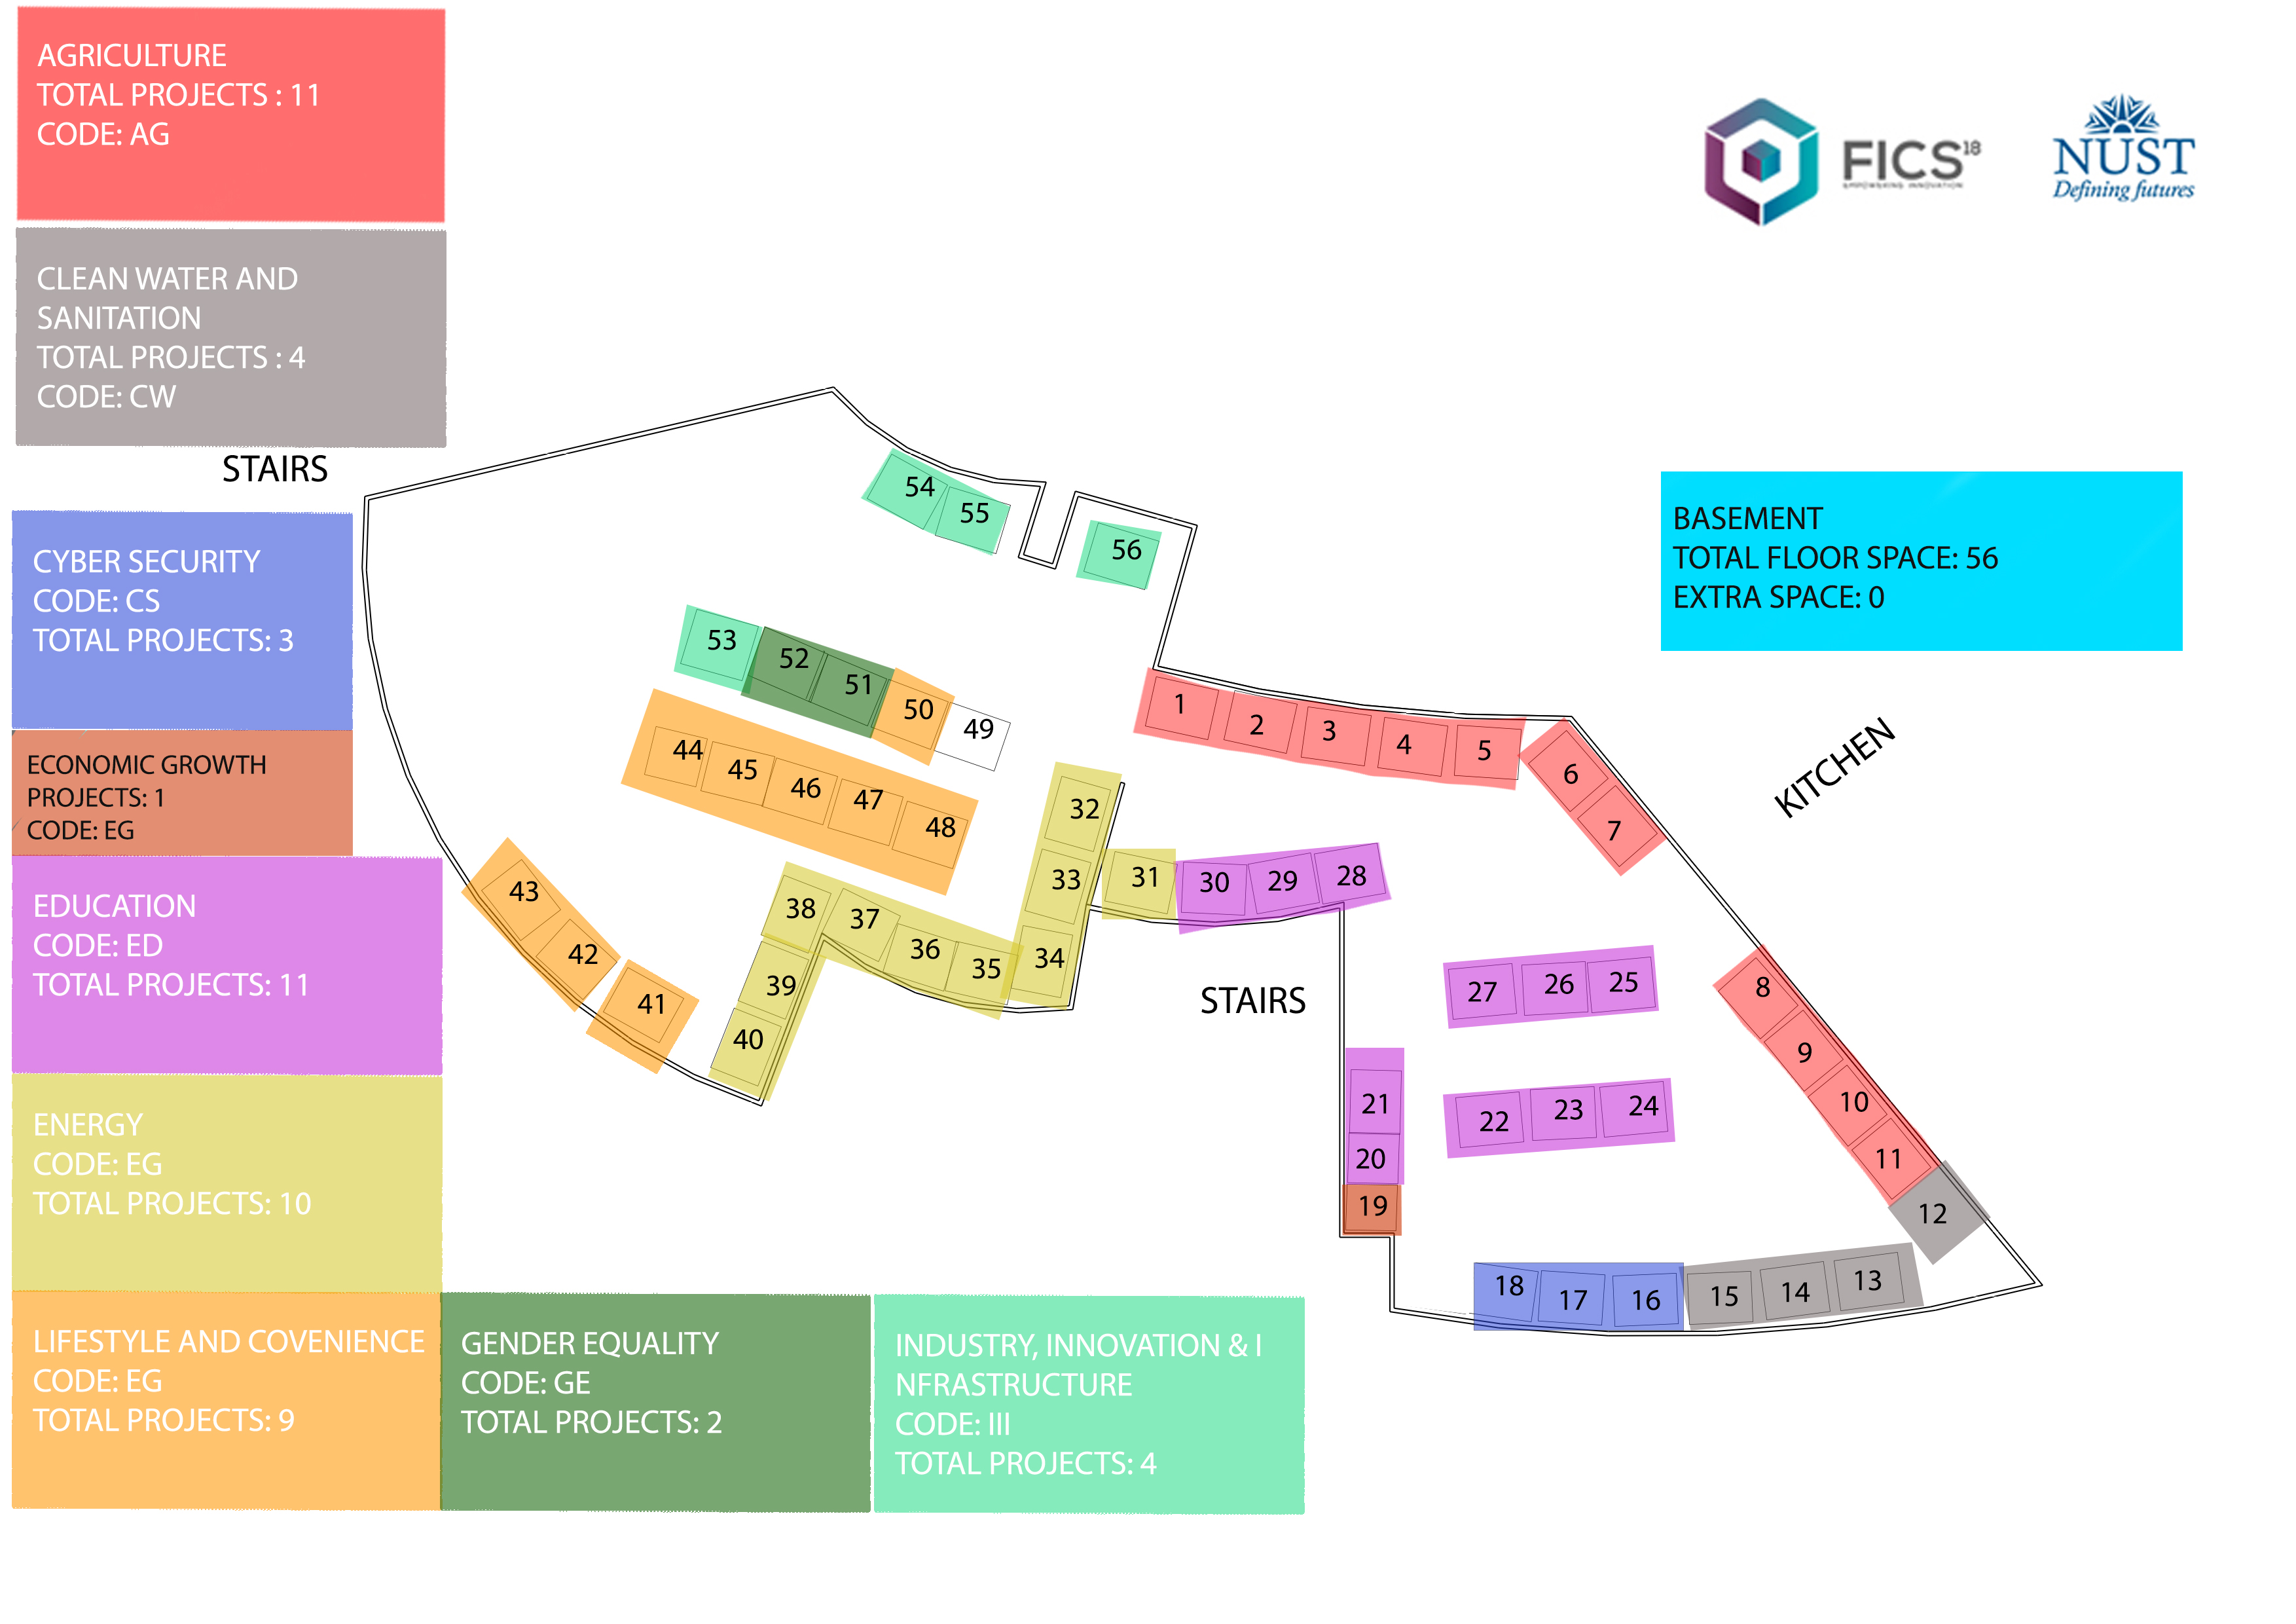 AGRICULTURE
TOTAL PROJECTS : 11
CODE: AG
CLEAN WATER AND
SANITATION
TOTAL PROJECTS : 4
CODE: CW
STAIRS
CYBER SECURITY
CODE: CS
TOTAL PROJECTS: 3
ECONOMIC GROWTH
PROJECTS: 1
CODE: EG
EDUCATION
CODE: ED
TOTAL PROJECTS: 11
ENERGY
CODE: EG
TOTAL PROJECTS: 10
LIFESTYLE AND COVENIENCE
CODE: EG
TOTAL PROJECTS: 9
GENDER EQUALITY
CODE: GE
TOTAL PROJECTS: 2
INDUSTRY, INNOVATION & I
NFRASTRUCTURE
CODE: III
TOTAL PROJECTS: 4
FICS18
EMPOWERING INNOVATION
NUST
Defining futures
BASEMENT
TOTAL FLOOR SPACE: 56
EXTRA SPACE: 0
KITCHEN
STAIRS
54
55
56
53
52
51
50
49
44
45
46
47
48
43
42
41
40
39
38
37
36
35
34
33
32
31
30
29
28
1
2
3
4
5
6
7
8
9
10
11
12
13
14
15
16
17
18
19
20
21
22
23
24
25
26
27